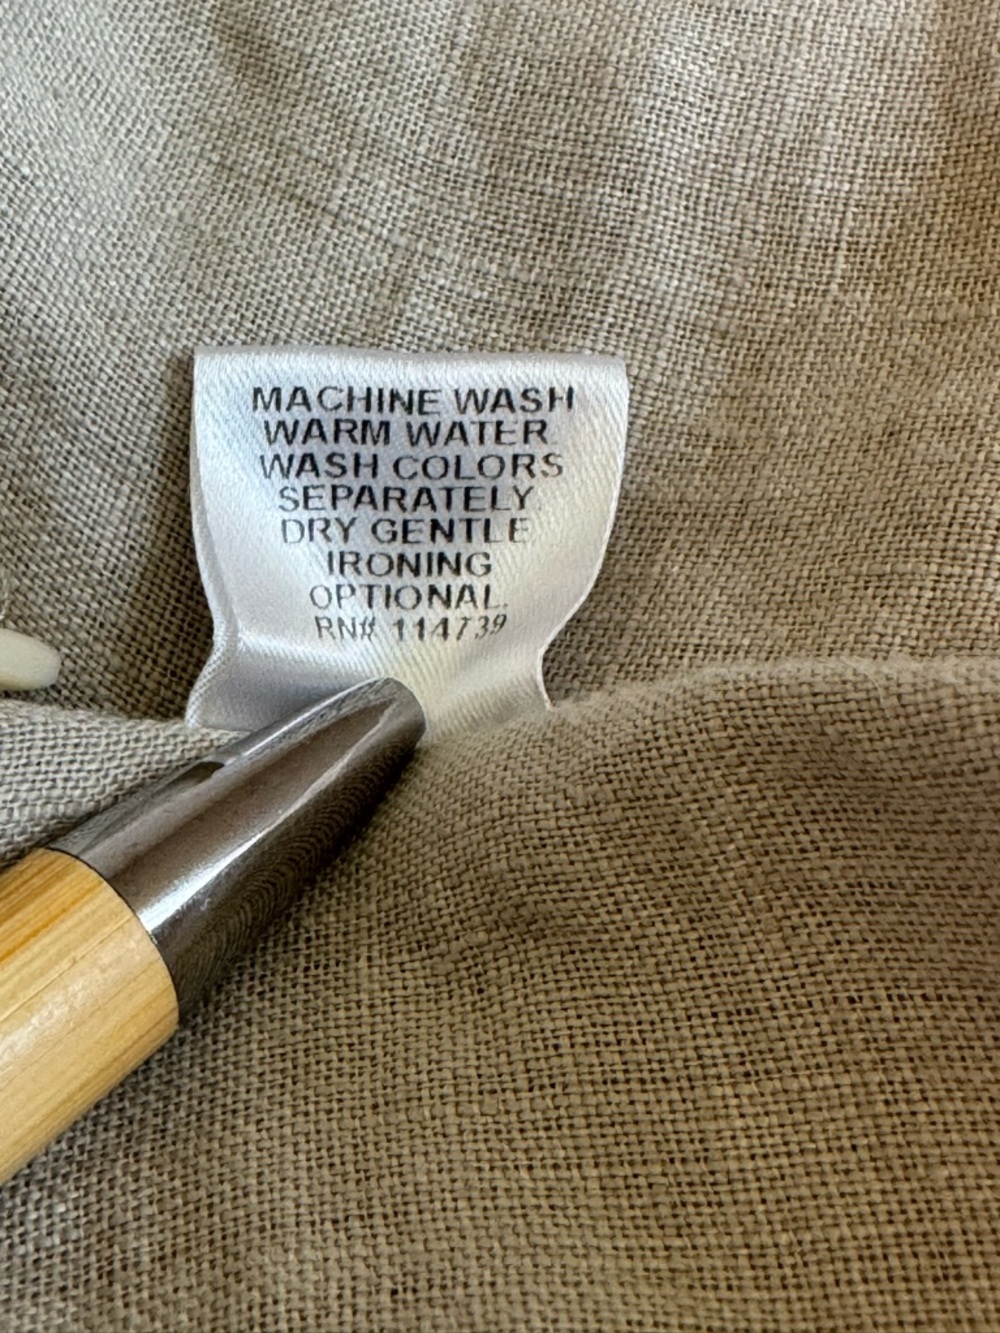 MACHINE WASH
WARM WATER
WASH COLORS
SEPARATELY
DRY GENTLE
IRONING
OPTIONAL.
RN# 114739